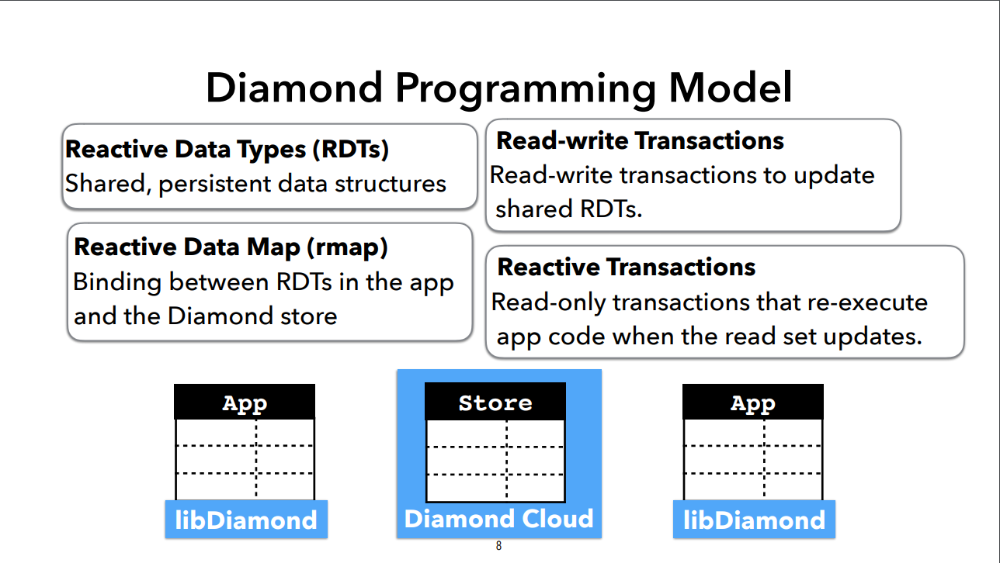 Diamond Programming Model
Reactive Data Types (RDTs)
Shared, persistent data structures
Reactive Data Map (rmap)
Binding between RDTs in the app
and the Diamond store
Read-write Transactions
Read-write transactions to update
shared RDTs.
Reactive Transactions
Read-only transactions that re-execute
app code when the read set updates.
App
libDiamond
Store
Diamond Cloud
App
libDiamond
8